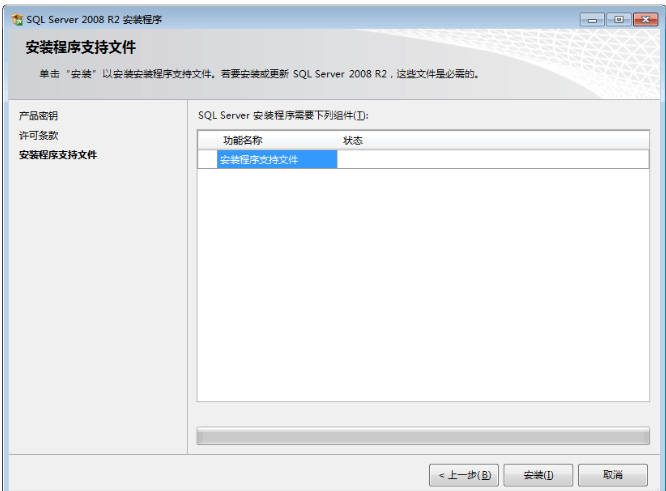 SQL Server 2008 R2 安装程序
安装程序支持文件
单击“安装”以安装安装程序支持文件。若要安装或更新 SQL Server 2008 R2，这些文件是必需的。
产品密钥
许可条款
安装程序支持文件
SQL Server 安装程序需要下列组件(T):
功能名称 状态
安装程序支持文件
< 上一步(B) 安装(I) 取消